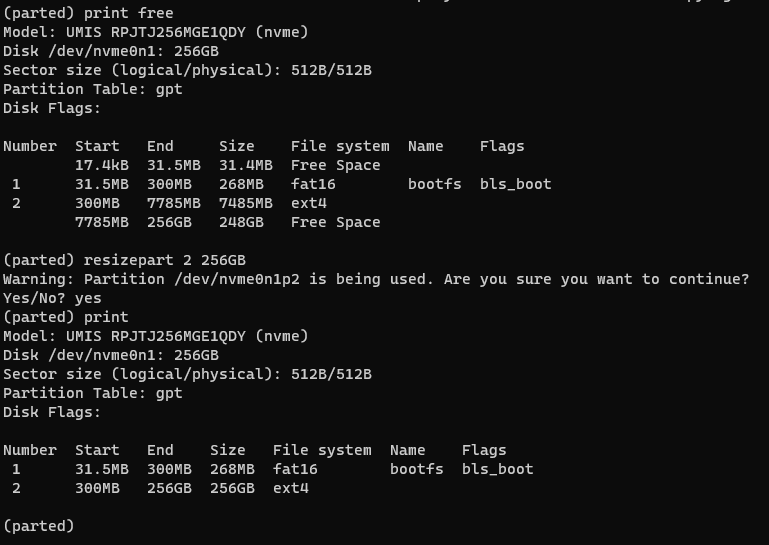 (parted) print free
Model: UMIS RPJTJ256MGE1QDY (nvme)
Disk /dev/nvme0n1: 256GB
Sector size (logical/physical): 512B/512B
Partition Table: gpt
Disk Flags:

Number  Start   End     Size    File system  Name    Flags
        17.4kB  31.5MB  31.4MB  Free Space
 1      31.5MB  300MB   268MB   fat16        bootfs  bls_boot
 2      300MB   7785MB  7485MB  ext4
        7785MB  256GB   248GB   Free Space

(parted) resizepart 2 256GB
Warning: Partition /dev/nvme0n1p2 is being used. Are you sure you want to continue?
Yes/No? yes
(parted) print
Model: UMIS RPJTJ256MGE1QDY (nvme)
Disk /dev/nvme0n1: 256GB
Sector size (logical/physical): 512B/512B
Partition Table: gpt
Disk Flags:

Number  Start   End    Size   File system  Name    Flags
 1      31.5MB  300MB  268MB  fat16        bootfs  bls_boot
 2      300MB   256GB  256GB  ext4

(parted)